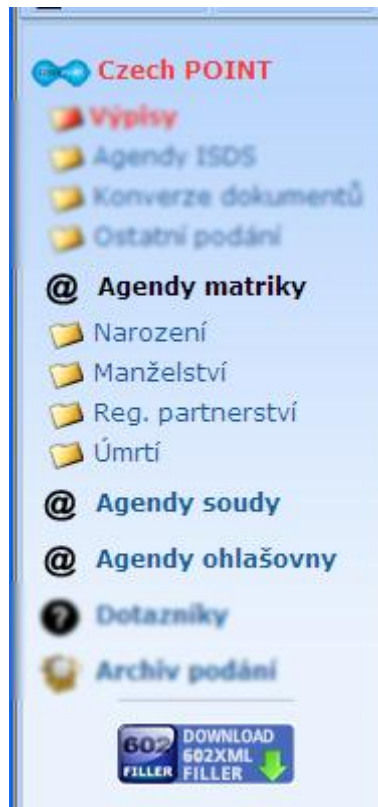 Czech POINT
Výpisy
Agendy ISDS
Konverze dokumentů
Ostatní podání
@ Agendy matriky
Narození
Manželství
Reg. partnerství
Úmrtí
@ Agendy soudy
@ Agendy ohlašovny
? Dotazníky
Archiv podání
602 FILLER
DOWNLOAD
602XML
FILLER